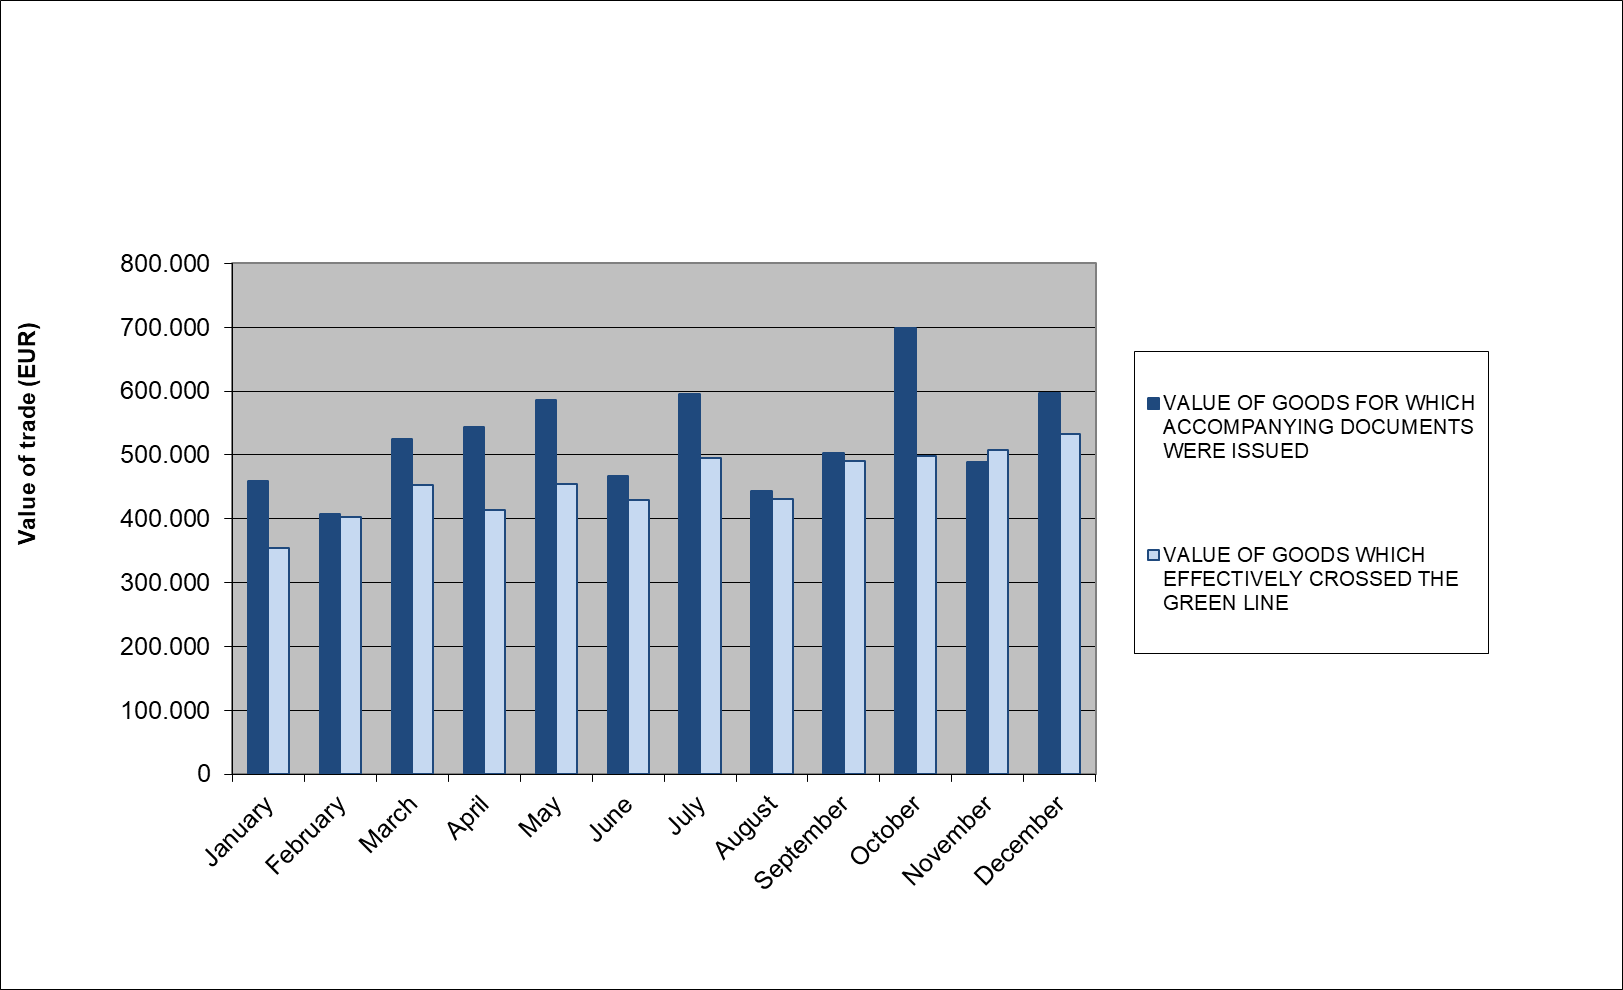 Value of trade (EUR)
800.000
700.000
600.000
500.000
400.000
300.000
200.000
100.000
0
January
February
March
April
May
June
July
August
September
October
November
December
VALUE OF GOODS FOR WHICH
ACCOMPANYING DOCUMENTS
WERE ISSUED
VALUE OF GOODS WHICH
EFFECTIVELY CROSSED THE
GREEN LINE